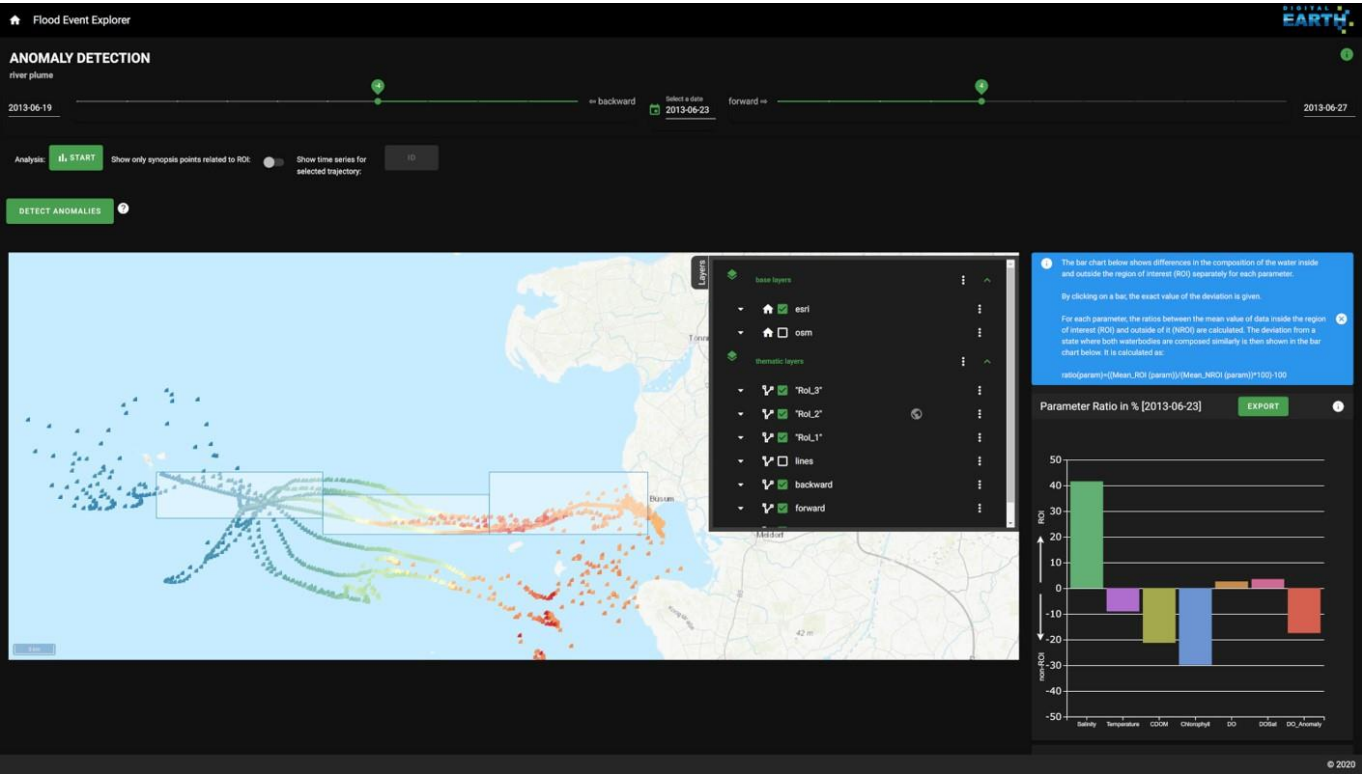 Flood Event Explorer
DIGITAL
EARTH
ANOMALY DETECTION
river plume
2013-06-19
-4
⇐ backward
Select a date
2013-06-23
forward ⇒
4
2013-06-27
Analysis:
START
Show only synopsis points related to ROI:
Show time series for
selected trajectory:
ID
DETECT ANOMALIES
?
Layers
base layers
esri
osm
thematic layers
"RoI_3"
"RoI_2"
"RoI_1"
lines
backward
forward
Büsum
Meldorf
42 m
The bar chart below shows differences in the composition of the water inside
and outside the region of interest (ROI) separately for each parameter.
By clicking on a bar, the exact value of the deviation is given.
For each parameter, the ratios between the mean value of data inside the region
of interest (ROI) and outside of it (NROI) are calculated. The deviation from a
state where both waterbodies are composed similarly is then shown in the bar
chart below. It is calculated as:
ratio(param)=((Mean_ROI (param))/(Mean_NROI (param))*100)-100
Parameter Ratio in % [2013-06-23]
EXPORT
50
40
30
20
10
0
-10
-20
-30
-40
-50
ROI
non-ROI
Salinity
Temperature
CDOM
Chlorophyll
DO
DOSat
DO_Anomaly
© 2020